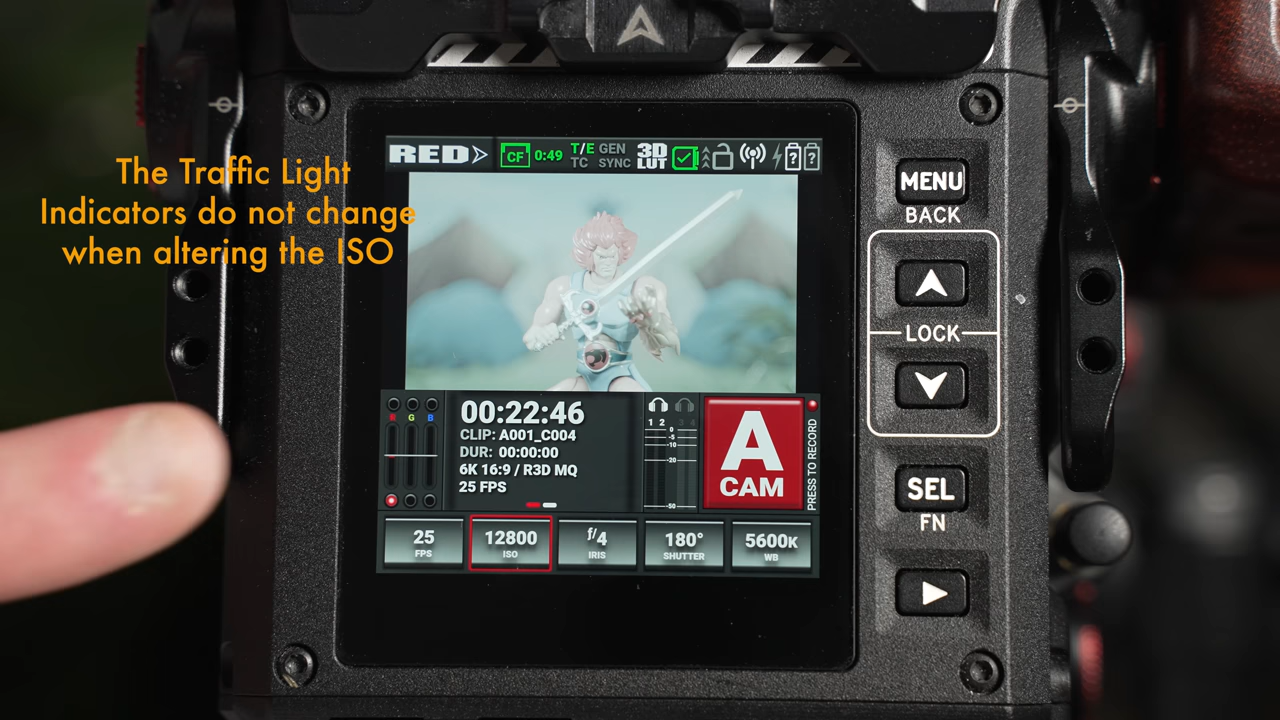 The Traffic Light
Indicators do not change
when altering the ISO
RED
CF 0:49 T/E TC GEN SYNC 3D LUT ? ?
MENU
BACK
LOCK
SEL
FN
R G B
00:22:46
CLIP: A001_C004
DUR: 00:00:00
6K 16:9 / R3D MQ
25 FPS
1 2 3 4
0
-5
-10
-20
-50
A
CAM
PRESS TO RECORD
25
FPS
12800
ISO
f/4
IRIS
180°
SHUTTER
5600K
WB